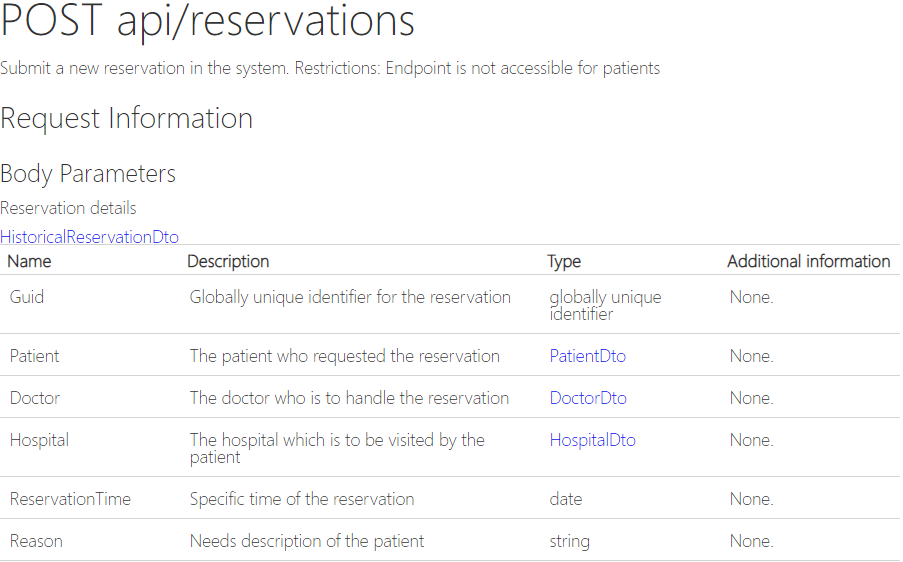 POST api/reservations
Submit a new reservation in the system. Restrictions: Endpoint is not accessible for patients
Request Information
Body Parameters
Reservation details
HistoricalReservationDto
Name Description Type Additional information
Guid Globally unique identifier for the reservation globally unique identifier None.
Patient The patient who requested the reservation PatientDto None.
Doctor The doctor who is to handle the reservation DoctorDto None.
Hospital The hospital which is to be visited by the patient HospitalDto None.
ReservationTime Specific time of the reservation date None.
Reason Needs description of the patient string None.